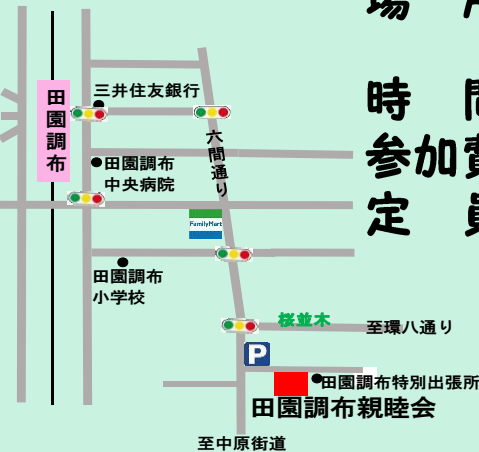 場
時 間
参加費
定 員
三井住友銀行
田園調布
六間通り
田園調布
中央病院
FamilyMart
田園調布
小学校
桜並木
至環八通り
P
田園調布特別出張所
田園調布親睦会
至中原街道